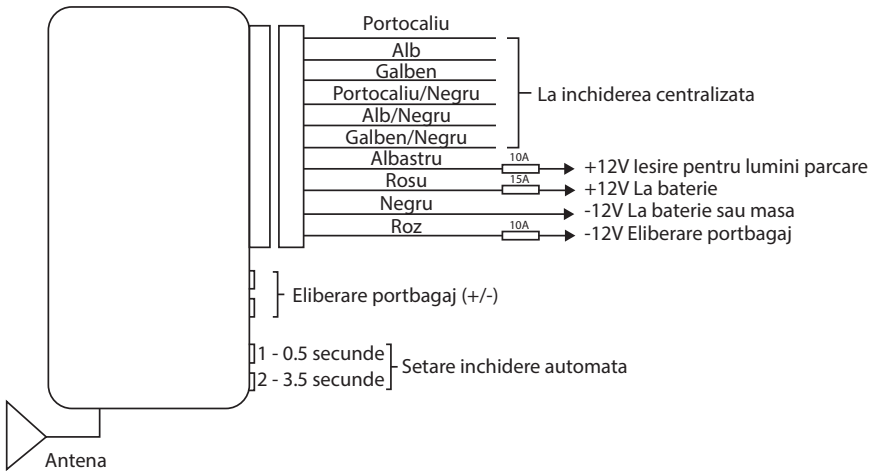 Portocaliu
Alb
Galben
Portocaliu/Negru
Alb/Negru
Galben/Negru
La inchiderea centralizata
Albastru 10A +12V Iesire pentru lumini parcare
Rosu 15A +12V La baterie
Negru -12V La baterie sau masa
Roz 10A -12V Eliberare portbagaj
Eliberare portbagaj (+/-)
1 - 0.5 secunde
2 - 3.5 secunde
Setare inchidere automata
Antena